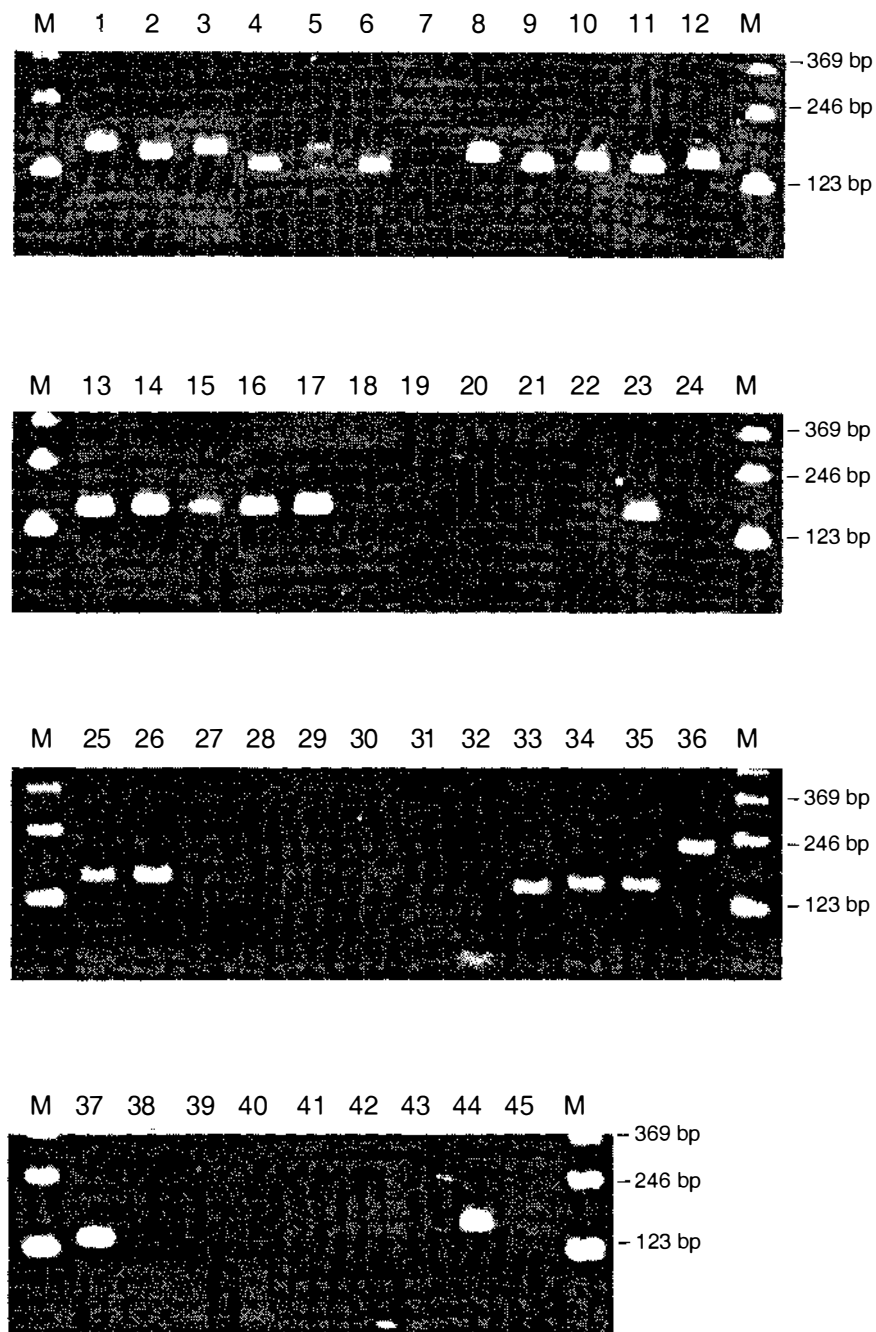 M 1 2 3 4 5 6 7 8 9 10 11 12 M
– 369 bp
– 246 bp
– 123 bp
M 13 14 15 16 17 18 19 20 21 22 23 24 M
– 369 bp
– 246 bp
– 123 bp
M 25 26 27 28 29 30 31 32 33 34 35 36 M
– 369 bp
– 246 bp
– 123 bp
M 37 38 39 40 41 42 43 44 45 M
– 369 bp
– 246 bp
– 123 bp